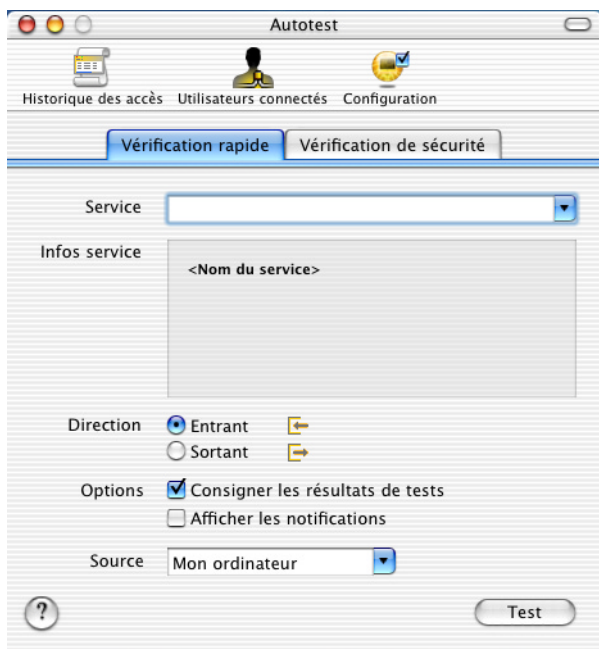 Autotest
Historique des accès Utilisateurs connectés Configuration
Vérification rapide Vérification de sécurité
Service
Infos service
<Nom du service>
Direction Entrant
Sortant
Options Consigner les résultats de tests
Afficher les notifications
Source Mon ordinateur
? Test